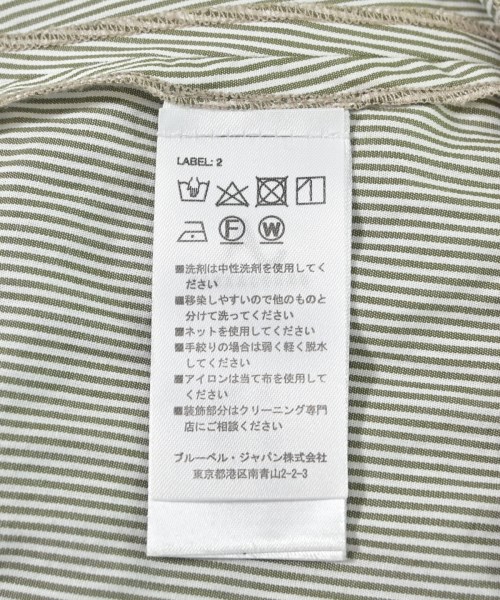 LABEL: 2
F W
■洗剤は中性洗剤を使用してく
ださい
■移染しやすいので他のものと
分けて洗ってください
■ネットを使用してください
■手絞りの場合は弱く軽く脱水
してください
■アイロンは当て布を使用して
ください
■装飾部分はクリーニング専門
店にご相談ください
ブルーベル・ジャパン株式会社
東京都港区南青山2-2-3